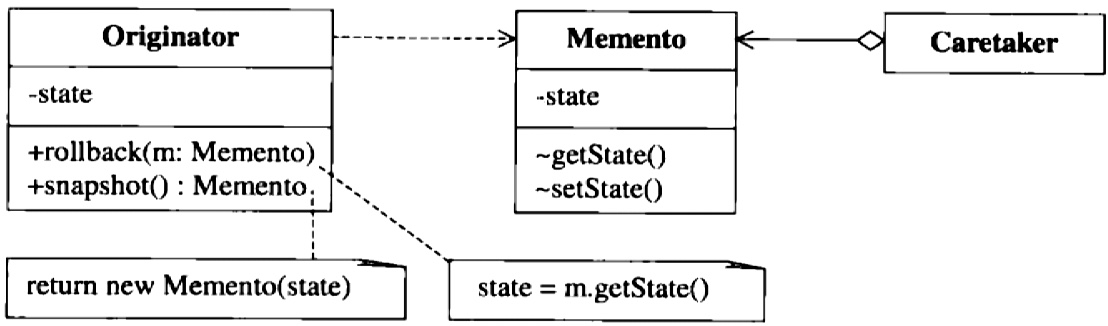 Originator
-state
+rollback(m: Memento)
+snapshot() : Memento
Memento
-state
~getState()
~setState()
Caretaker
return new Memento(state)
state = m.getState()